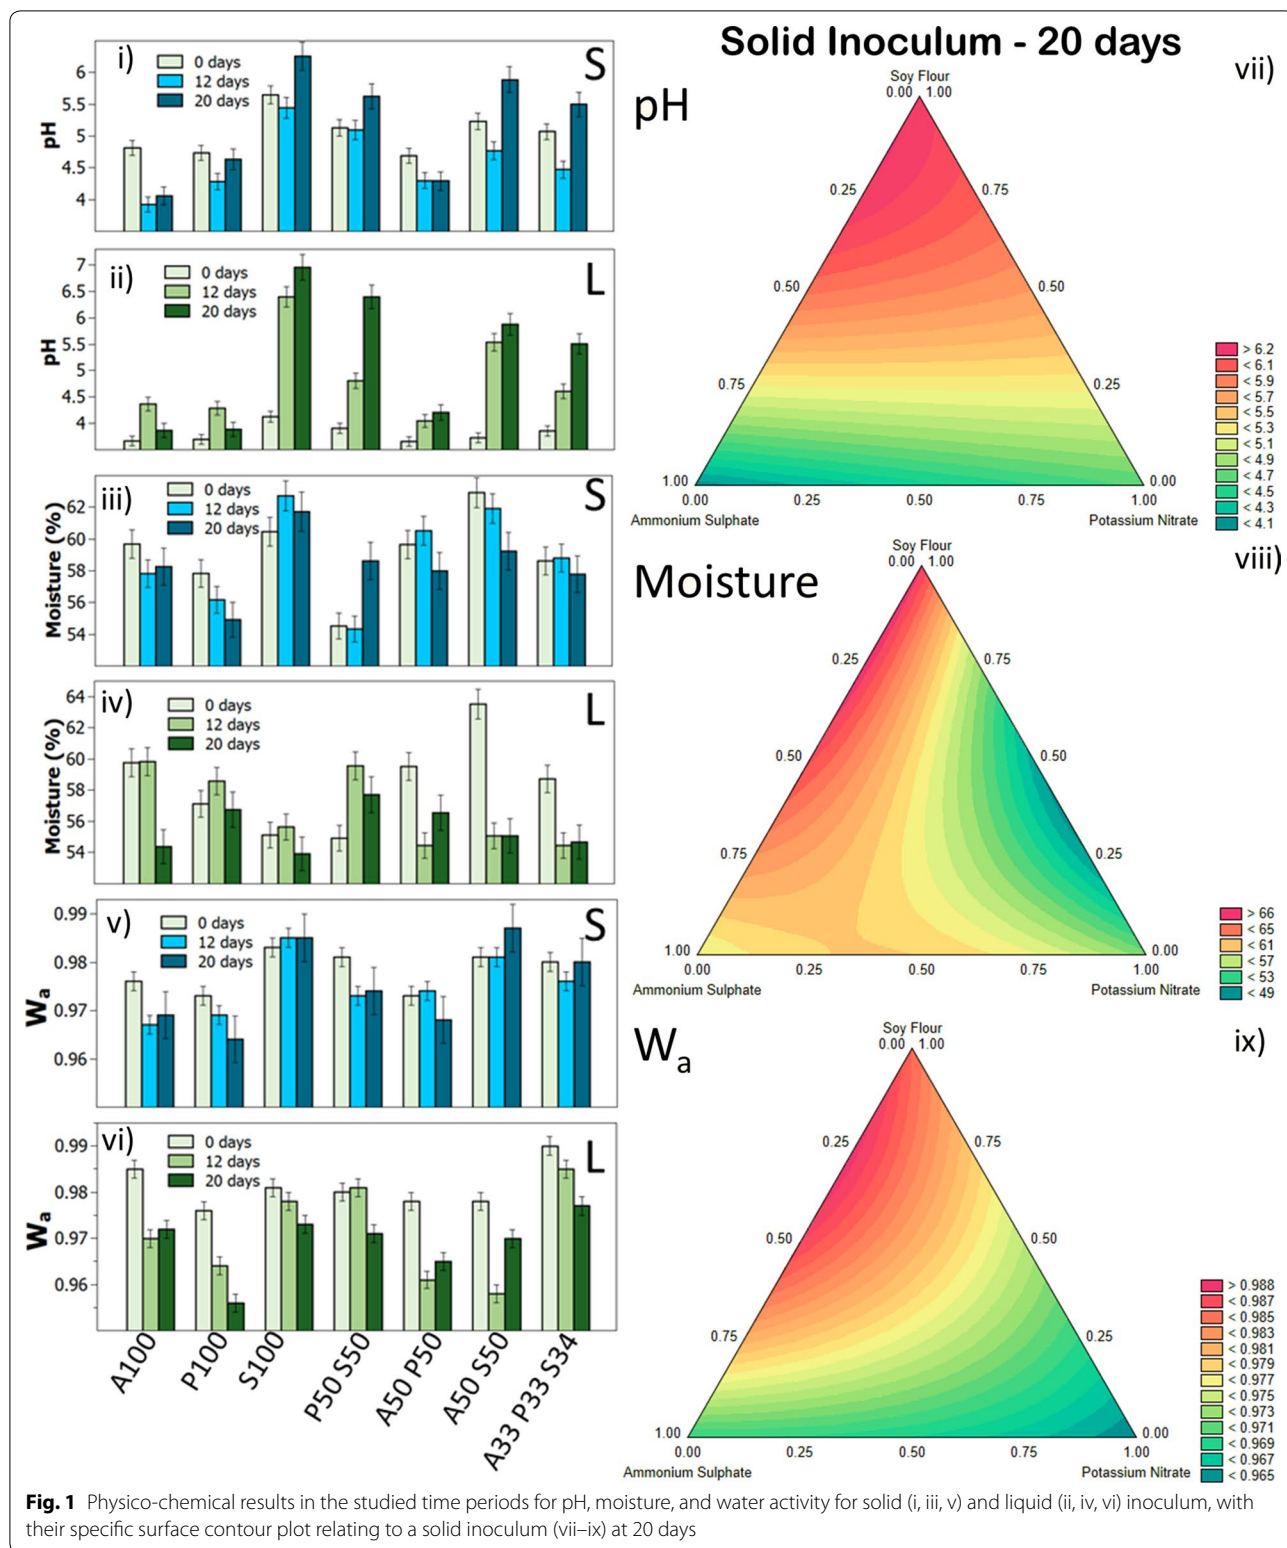 Solid Inoculum - 20 days
i)
S
0 days
12 days
20 days
pH
6
5.5
5
4.5
4
ii)
L
0 days
12 days
20 days
pH
7
6.5
6
5.5
5
4.5
4
iii)
S
0 days
12 days
20 days
Moisture (%)
62
60
58
56
54
iv)
L
0 days
12 days
20 days
Moisture (%)
64
62
60
58
56
54
v)
S
0 days
12 days
20 days
Wa
0.99
0.98
0.97
0.96
vi)
L
0 days
12 days
20 days
Wa
0.99
0.98
0.97
0.96
A100
P100
S100
P50 S50
A50 P50
A50 S50
A33 P33 S34
vii)
pH
Soy Flour
0.00 1.00
0.25 0.75
0.50 0.50
0.75 0.25
1.00 0.00
0.00 0.25 0.50 0.75 1.00
Ammonium Sulphate Potassium Nitrate
> 6.2
< 6.1
< 5.9
< 5.7
< 5.5
< 5.3
< 5.1
< 4.9
< 4.7
< 4.5
< 4.3
< 4.1
viii)
Moisture
Soy Flour
0.00 1.00
0.25 0.75
0.50 0.50
0.75 0.25
1.00 0.00
0.00 0.25 0.50 0.75 1.00
Ammonium Sulphate Potassium Nitrate
> 66
< 65
< 61
< 57
< 53
< 49
ix)
Wa
Soy Flour
0.00 1.00
0.25 0.75
0.50 0.50
0.75 0.25
1.00 0.00
0.00 0.25 0.50 0.75 1.00
Ammonium Sulphate Potassium Nitrate
> 0.988
< 0.987
< 0.985
< 0.983
< 0.981
< 0.979
< 0.977
< 0.975
< 0.973
< 0.971
< 0.969
< 0.967
< 0.965
Fig. 1 Physico-chemical results in the studied time periods for pH, moisture, and water activity for solid (i, iii, v) and liquid (ii, iv, vi) inoculum, with
their specific surface contour plot relating to a solid inoculum (vii–ix) at 20 days